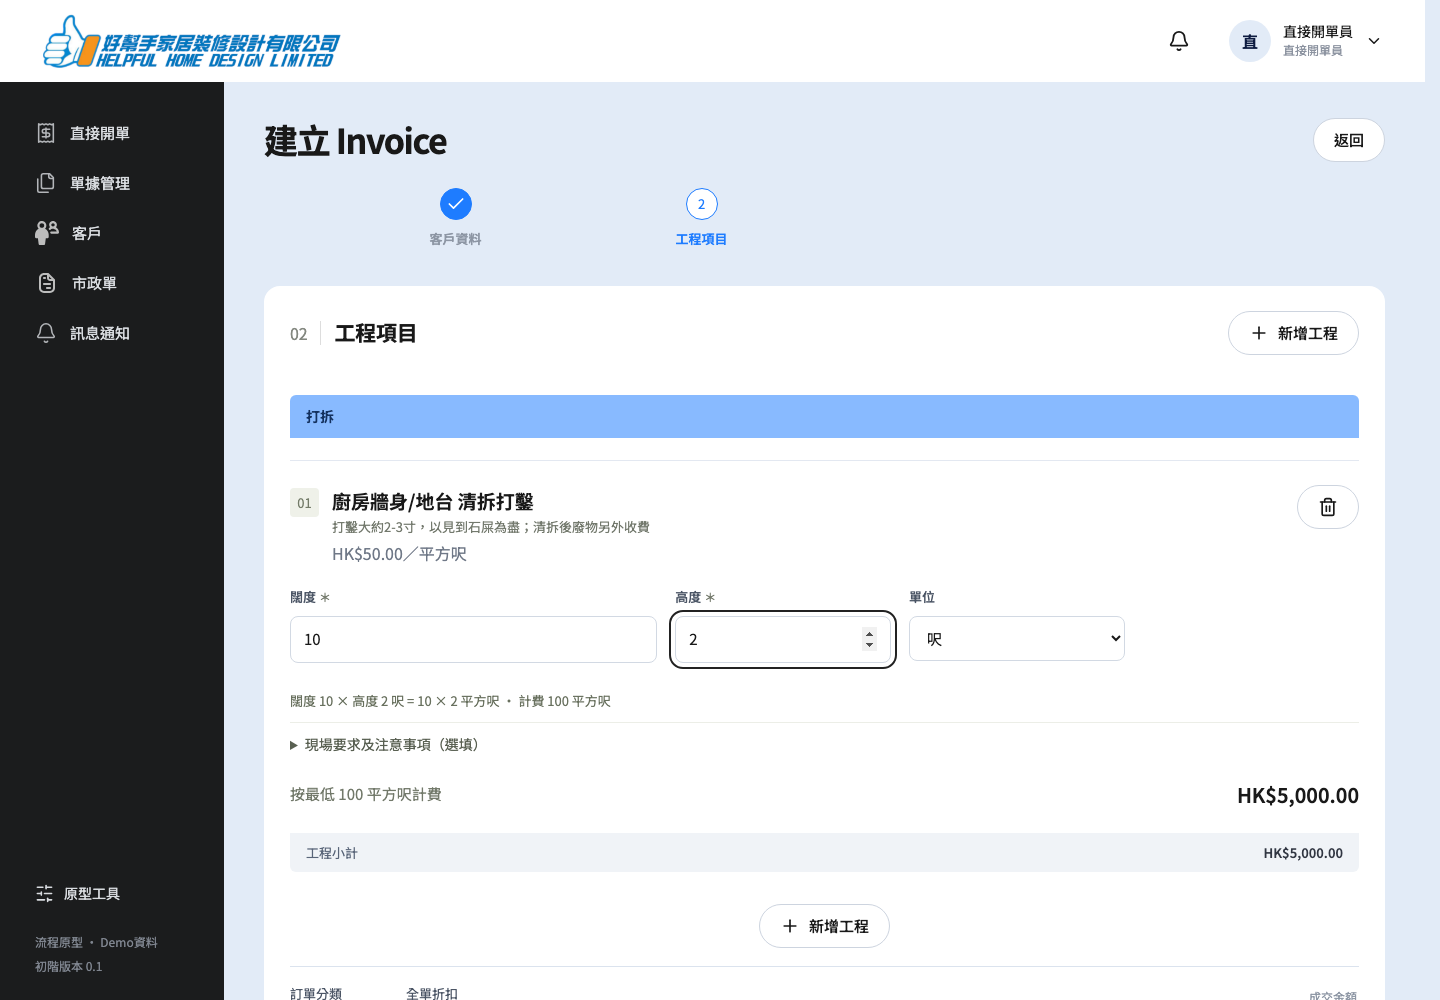 好幫手家居裝修設計有限公司
HELPFUL HOME DESIGN LIMITED
直
直接開單員
直接開單員
直接開單
單據管理
客戶
市政單
訊息通知
原型工具
流程原型 · Demo資料
初階版本 0.1
建立 Invoice
返回
客戶資料
2
工程項目
02
工程項目
新增工程
打拆
01
廚房牆身/地台 清拆打鑿
打鑿大約2-3寸，以見到石屎為盡；清拆後廢物另外收費
HK$50.00／平方呎
闊度 ＊
高度 ＊
單位
10
2
呎
闊度 10 × 高度 2 呎 = 10 × 2 平方呎 · 計費 100 平方呎
現場要求及注意事項（選填）
按最低 100 平方呎計費
HK$5,000.00
工程小計
HK$5,000.00
新增工程
訂單分類
全單折扣
成交金額